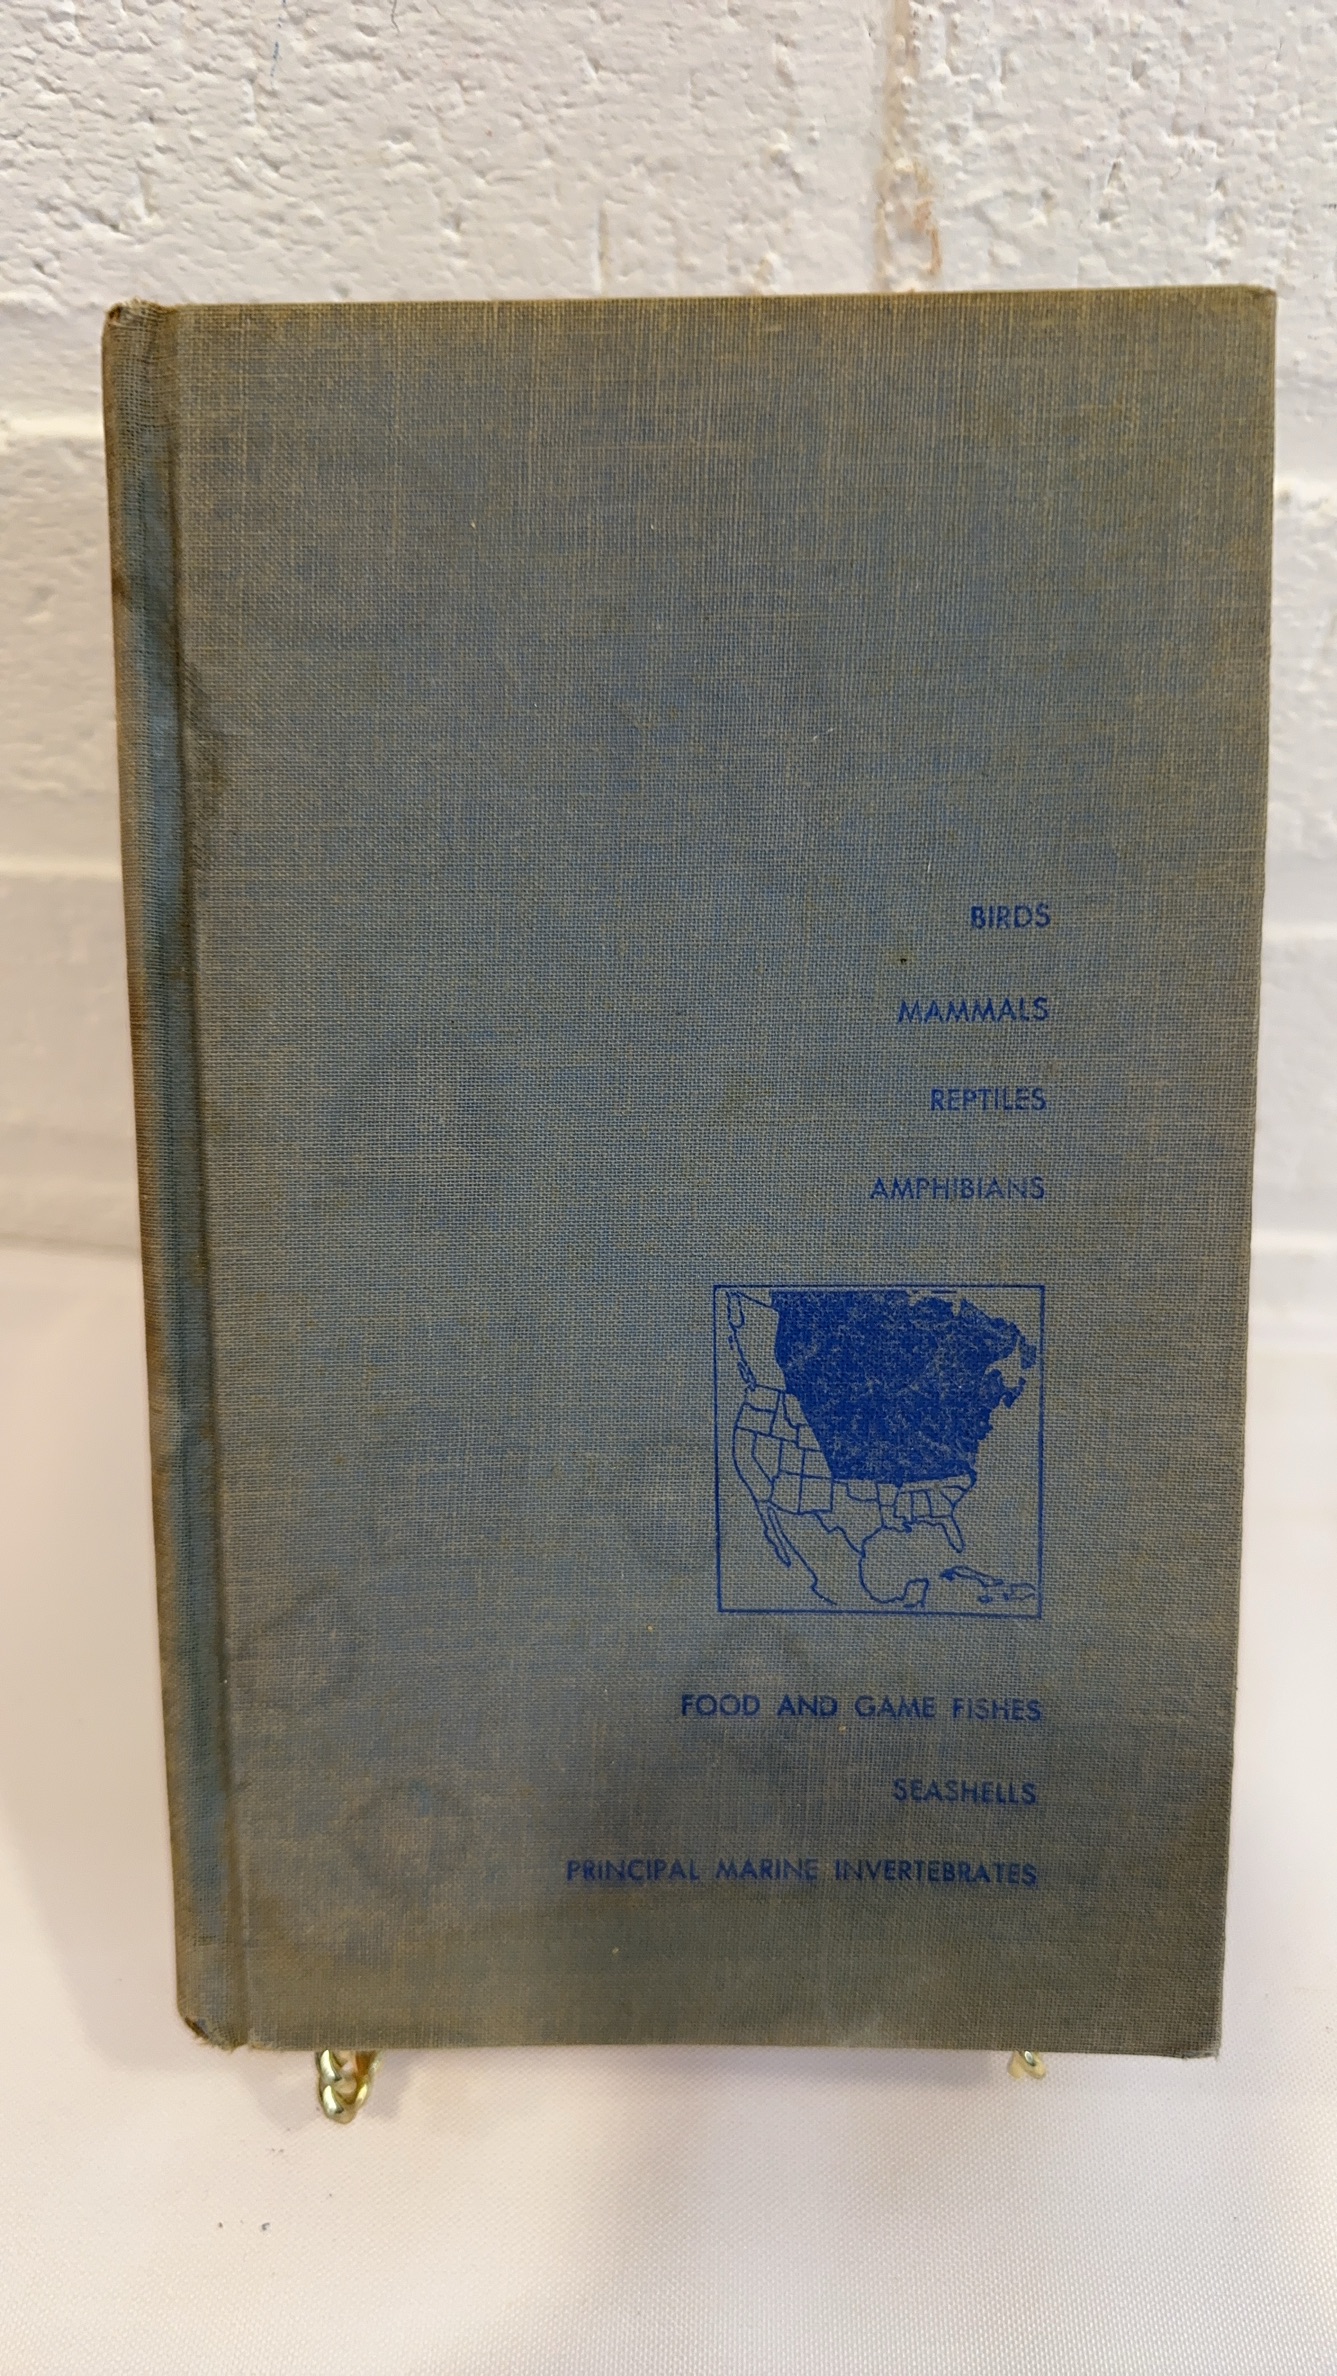 BIRDS
MAMMALS
REPTILES
AMPHIBIANS
FOOD AND GAME FISHES
SEASHELLS
PRINCIPAL MARINE INVERTEBRATES